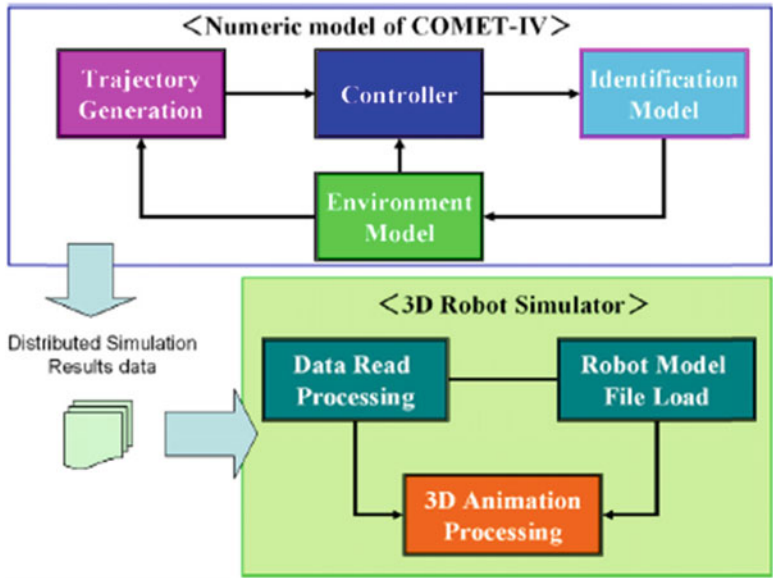 <Numeric model of COMET-IV>
Trajectory
Generation
Controller
Identification
Model
Environment
Model
Distributed Simulation
Results data
<3D Robot Simulator>
Data Read
Processing
Robot Model
File Load
3D Animation
Processing